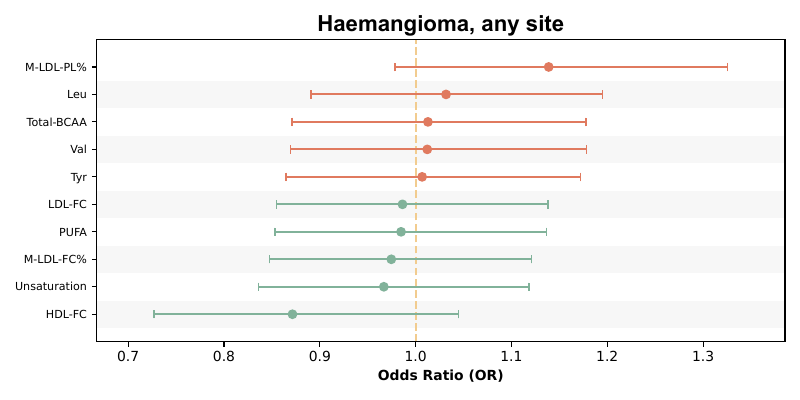 Haemangioma, any site
M-LDL-PL%
Leu
Total-BCAA
Val
Tyr
LDL-FC
PUFA
M-LDL-FC%
Unsaturation
HDL-FC
0.7 0.8 0.9 1.0 1.1 1.2 1.3
Odds Ratio (OR)